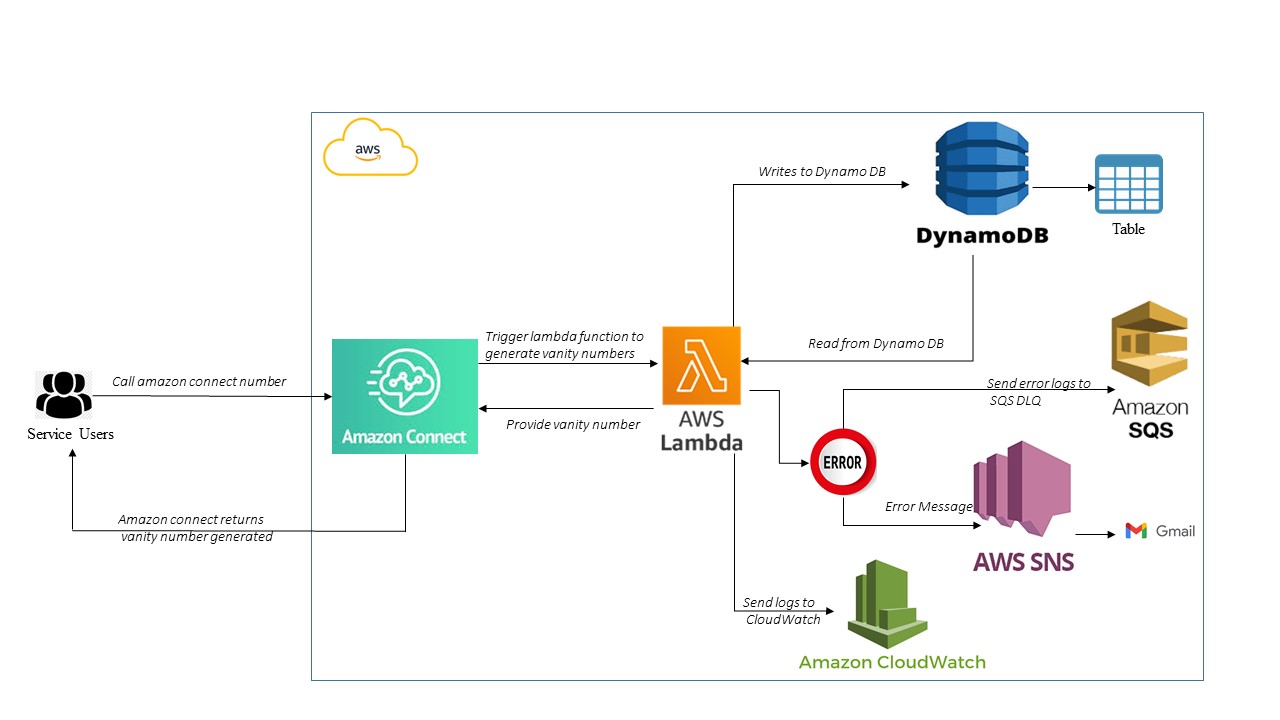 aws
Writes to Dynamo DB
DynamoDB
Table
Trigger lambda function to
generate vanity numbers
Read from Dynamo DB
Call amazon connect number
Service Users
Amazon Connect
Provide vanity number
AWS
Lambda
Send error logs to
SQS DLQ
Amazon
SQS
ERROR
Error Message
Amazon connect returns
vanity number generated
AWS SNS
Gmail
Send logs to
CloudWatch
Amazon CloudWatch